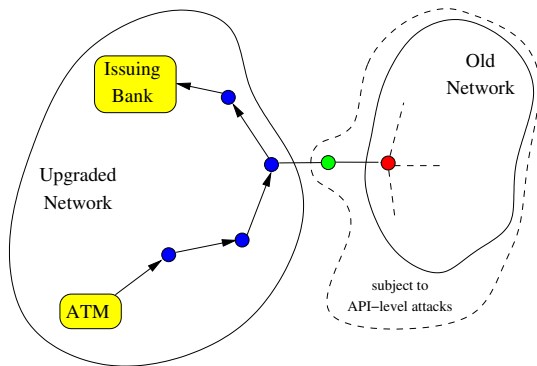 Issuing
Bank
Old
Network
Upgraded
Network
subject to
API−level attacks
ATM